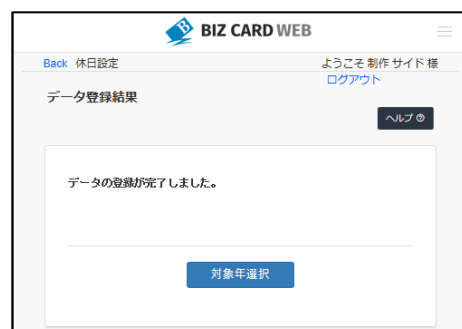 BIZ CARD WEB
Back 休日設定 ようこそ 制作 サイド 様
ログアウト
データ登録結果
ヘルプ
データの登録が完了しました。
対象年選択